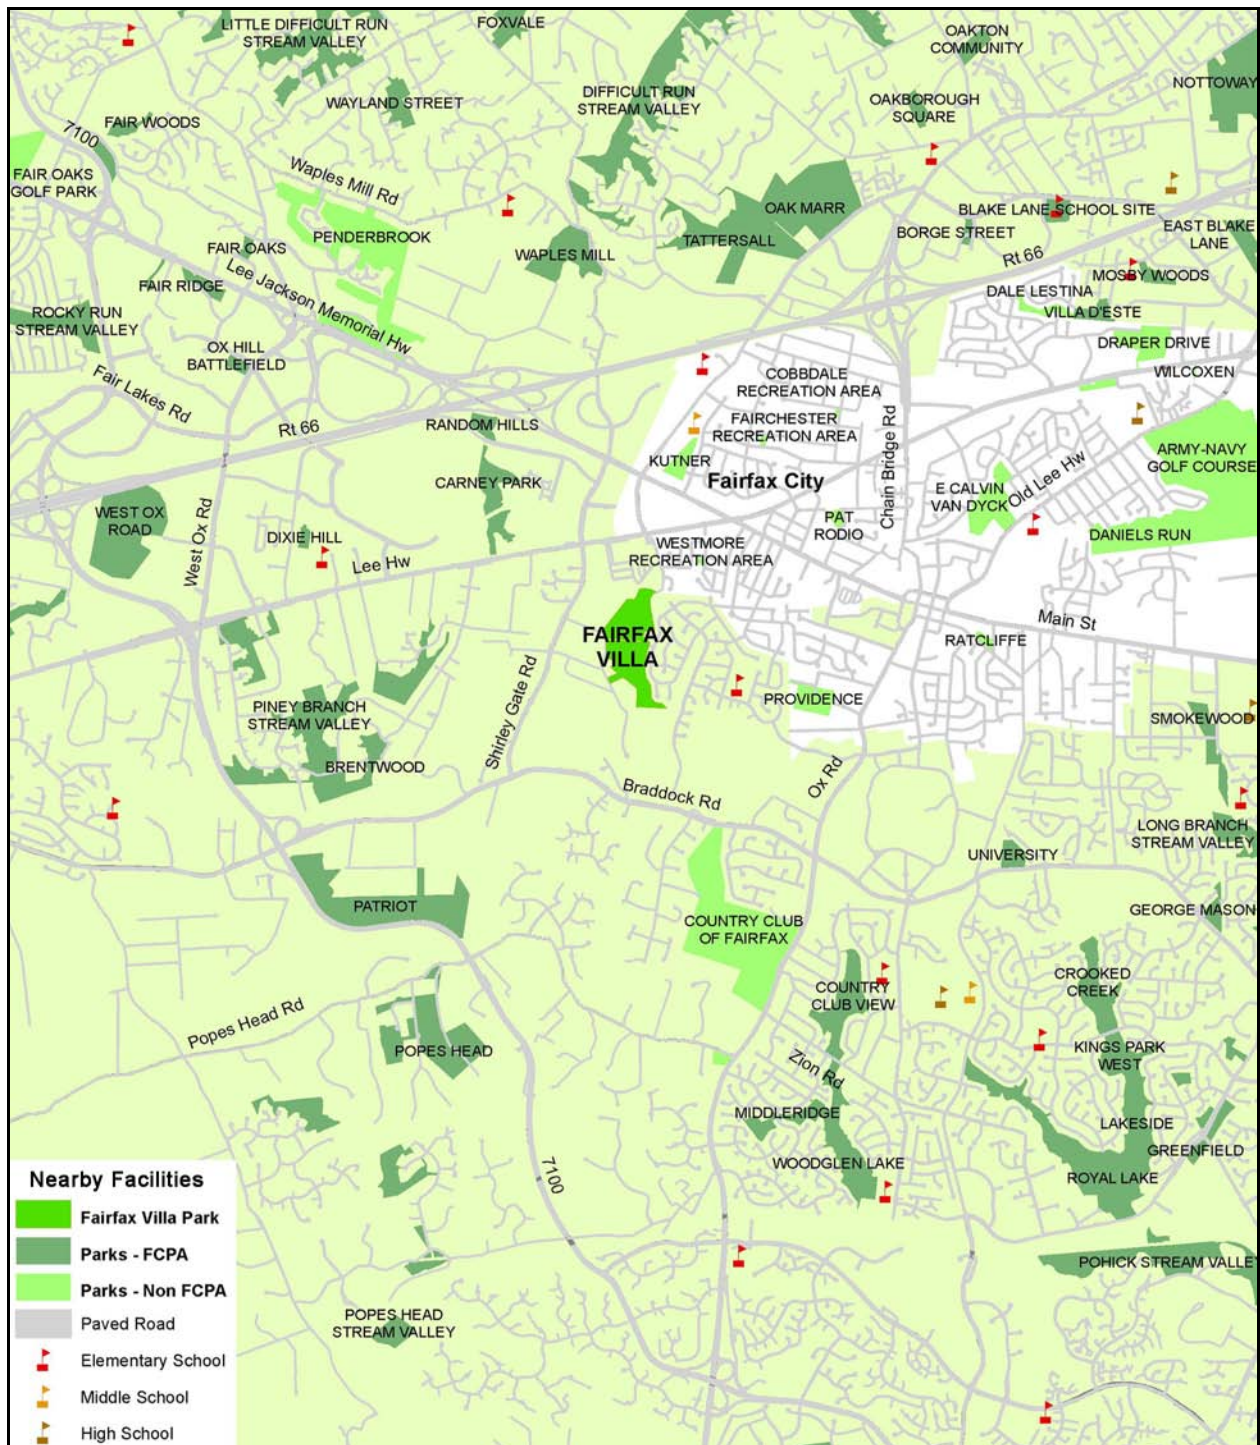 LITTLE DIFFICULT RUN
STREAM VALLEY
FOXVALE
OAKTON
COMMUNITY
NOTTOWAY
WAYLAND STREET
DIFFICULT RUN
STREAM VALLEY
OAKBOROUGH
SQUARE
7100
FAIR WOODS
FAIR OAKS
GOLF PARK
Waples Mill Rd
PENDERBROOK
OAK MARR
BLAKE LANE SCHOOL SITE
BORGE STREET
EAST BLAKE
LANE
TATTERSALL
WAPLES MILL
FAIR OAKS
Lee Jackson Memorial Hw
FAIR RIDGE
Rt 66
MOSBY WOODS
DALE LESTINA
VILLA D'ESTE
ROCKY RUN
STREAM VALLEY
OX HILL
BATTLEFIELD
DRAPER DRIVE
WILCOXEN
COBBDALE
RECREATION AREA
Fair Lakes Rd
Rt 66
RANDOM HILLS
FAIRCHESTER
RECREATION AREA
Chain Bridge Rd
ARMY-NAVY
GOLF COURSE
KUTNER
Fairfax City
CARNEY PARK
E CALVIN
VAN DYCK
Old Lee Hw
WEST OX
ROAD
West Ox Rd
DIXIE HILL
PAT
RODIO
DANIELS RUN
WESTMORE
RECREATION AREA
Lee Hw
FAIRFAX
VILLA
Main St
RATCLIFFE
PROVIDENCE
SMOKEWOOD
PINEY BRANCH
STREAM VALLEY
Shirley Gate Rd
BRENTWOOD
Braddock Rd
Ox Rd
LONG BRANCH
STREAM VALLEY
UNIVERSITY
PATRIOT
COUNTRY CLUB
OF FAIRFAX
GEORGE MASON
CROOKED
CREEK
COUNTRY
CLUB VIEW
Popes Head Rd
POPES HEAD
KINGS PARK
WEST
Zion Rd
MIDDLERIDGE
LAKESIDE
GREENFIELD
WOODGLEN LAKE
ROYAL LAKE
7100
POHICK STREAM VALLE
POPES HEAD
STREAM VALLEY
Nearby Facilities
Fairfax Villa Park
Parks - FCPA
Parks - Non FCPA
Paved Road
Elementary School
Middle School
High School